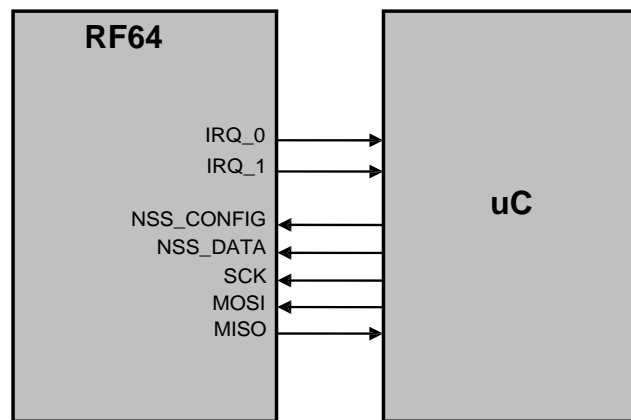 RF64
IRQ_0
IRQ_1
uC
NSS_CONFIG
NSS_DATA
SCK
MOSI
MISO